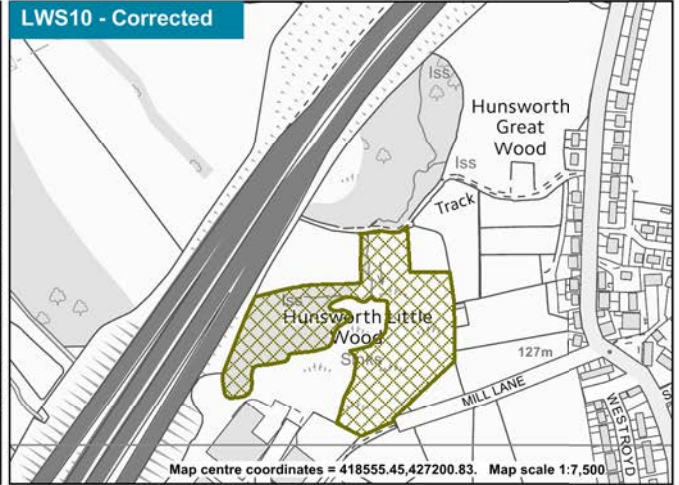 LWS10 - Corrected
Iss
Hunsworth
Great
Wood
Iss
Track
Iss
Hunsworth Little
Wood
Sinks
127m
MILL LANE
WESTROYD
Map centre coordinates = 418555.45,427200.83. Map scale 1:7,500